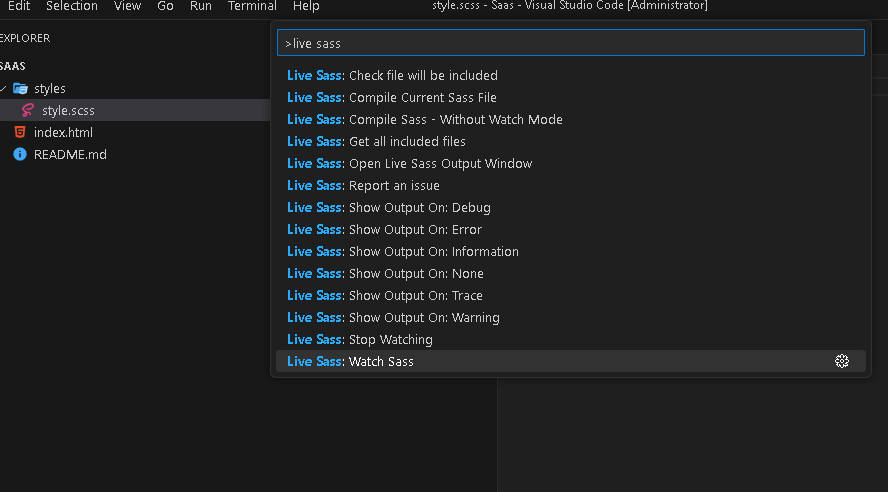 Edit Selection View Go Run Terminal Help style.scss - Saas - Visual Studio Code [Administrator]
EXPLORER
SAAS
styles
style.scss
index.html
README.md
>live sass
Live Sass: Check file will be included
Live Sass: Compile Current Sass File
Live Sass: Compile Sass - Without Watch Mode
Live Sass: Get all included files
Live Sass: Open Live Sass Output Window
Live Sass: Report an issue
Live Sass: Show Output On: Debug
Live Sass: Show Output On: Error
Live Sass: Show Output On: Information
Live Sass: Show Output On: None
Live Sass: Show Output On: Trace
Live Sass: Show Output On: Warning
Live Sass: Stop Watching
Live Sass: Watch Sass